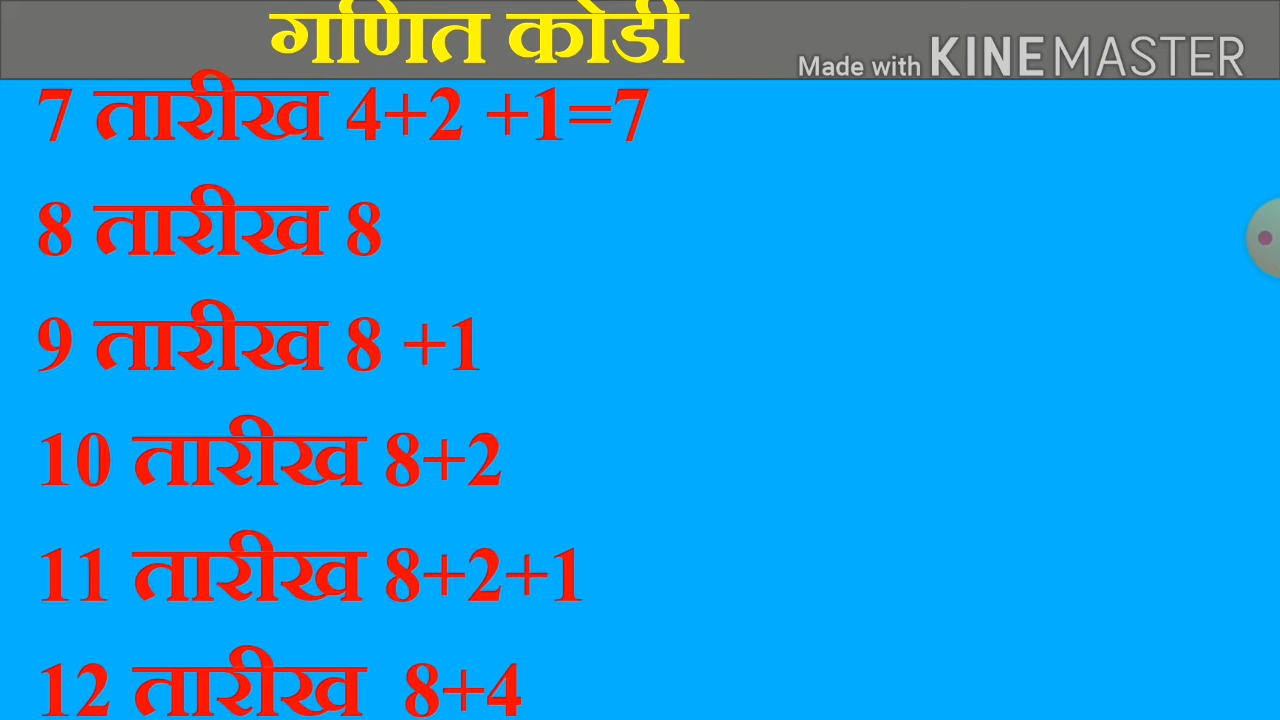 गणित कोडी
Made with KINEMASTER
7 तारीख 4+2 +1=7
8 तारीख 8
9 तारीख 8 +1
10 तारीख 8+2
11 तारीख 8+2+1
12 तारीख 8+4